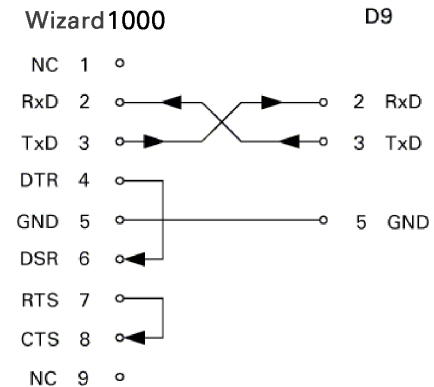 Wizard1000 D9
NC 1
RxD 2 2 RxD
TxD 3 3 TxD
DTR 4
GND 5 5 GND
DSR 6
RTS 7
CTS 8
NC 9